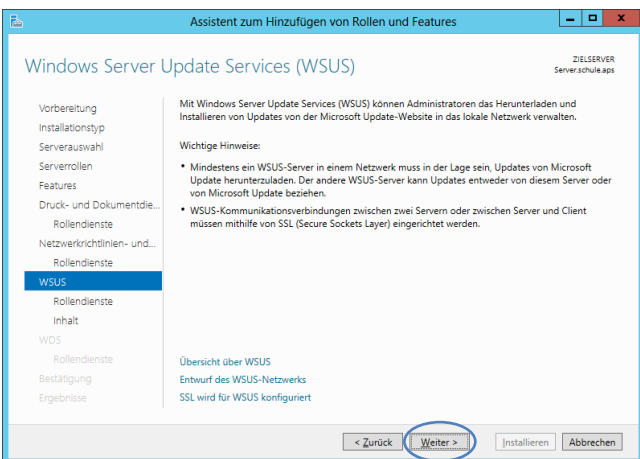 Assistent zum Hinzufügen von Rollen und Features
Windows Server Update Services (WSUS)
ZIELSERVER
Server.schule.aps
Vorbereitung
Installationstyp
Serverauswahl
Serverrollen
Features
Druck- und Dokumentdie...
Rollendienste
Netzwerkrichtlinien- und...
Rollendienste
WSUS
Rollendienste
Inhalt
WDS
Rollendienste
Bestätigung
Ergebnisse
Mit Windows Server Update Services (WSUS) können Administratoren das Herunterladen und
Installieren von Updates von der Microsoft Update-Website in das lokale Netzwerk verwalten.
Wichtige Hinweise:
• Mindestens ein WSUS-Server in einem Netzwerk muss in der Lage sein, Updates von Microsoft
Update herunterzuladen. Der andere WSUS-Server kann Updates entweder von diesem Server oder
von Microsoft Update beziehen.
• WSUS-Kommunikationsverbindungen zwischen zwei Servern oder zwischen Server und Client
müssen mithilfe von SSL (Secure Sockets Layer) eingerichtet werden.
Übersicht über WSUS
Entwurf des WSUS-Netzwerks
SSL wird für WSUS konfiguriert
< Zurück Weiter > Installieren Abbrechen